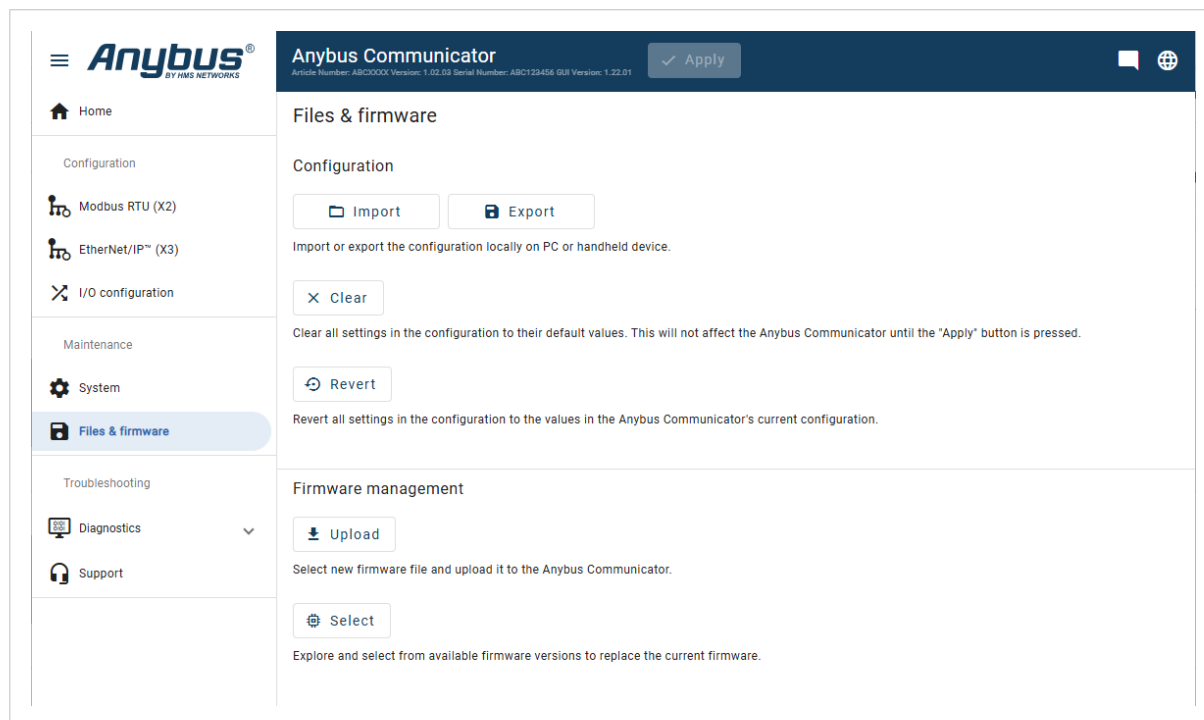 Anybus®
BY HMS NETWORKS
Anybus Communicator
Article Number: ABCXXXX Version: 1.02.03 Serial Number: ABC123456 GUI Version: 1.22.01
Apply
Home
Configuration
Modbus RTU (X2)
EtherNet/IP™ (X3)
I/O configuration
Maintenance
System
Files & firmware
Troubleshooting
Diagnostics
Support
Files & firmware
Configuration
Import
Export
Import or export the configuration locally on PC or handheld device.
Clear
Clear all settings in the configuration to their default values. This will not affect the Anybus Communicator until the "Apply" button is pressed.
Revert
Revert all settings in the configuration to the values in the Anybus Communicator's current configuration.
Firmware management
Upload
Select new firmware file and upload it to the Anybus Communicator.
Select
Explore and select from available firmware versions to replace the current firmware.